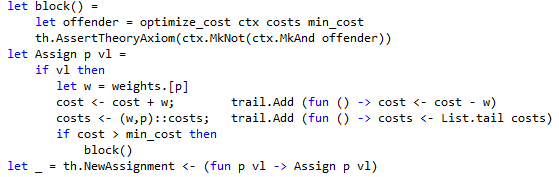 let block() =
    let offender = optimize_cost ctx costs min_cost
    th.AssertTheoryAxiom(ctx.MkNot(ctx.MkAnd offender))
let Assign p vl =
    if vl then
       let w = weights.[p]
       cost <- cost + w;        trail.Add (fun () -> cost <- cost - w)
       costs <- (w,p)::costs;   trail.Add (fun () -> costs <- List.tail costs)
       if cost > min_cost then
           block()
let _ = th.NewAssignment <- (fun p vl -> Assign p vl)